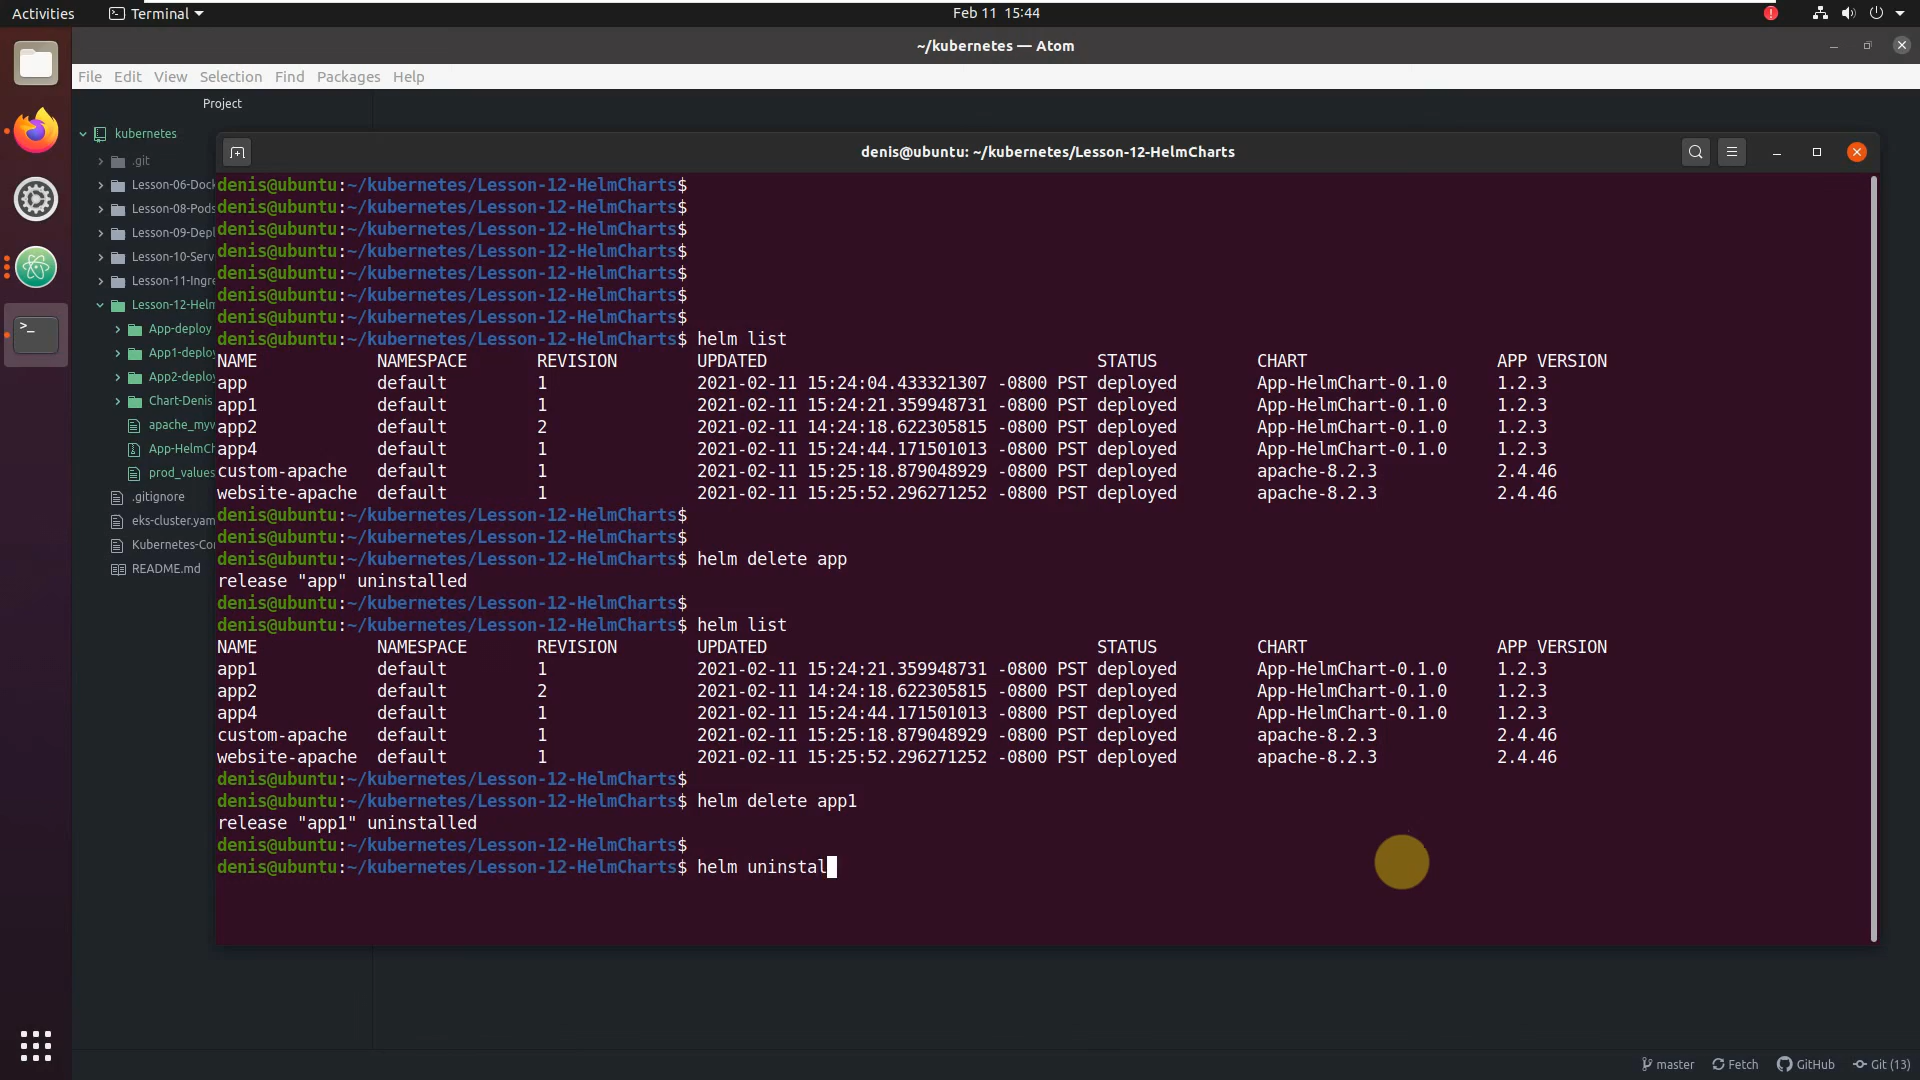 Activities
Terminal
Feb 11 15:44
~/kubernetes — Atom
File Edit View Selection Find Packages Help
Project
kubernetes
.git
Lesson-06-Dock
Lesson-08-Pods
Lesson-09-Depl
Lesson-10-Serv
Lesson-11-Ingre
Lesson-12-Helm
App-deploy
App1-deploy
App2-deploy
Chart-Denis
apache_myv
App-HelmCh
prod_values
.gitignore
eks-cluster.yam
Kubernetes-Con
README.md
denis@ubuntu: ~/kubernetes/Lesson-12-HelmCharts
denis@ubuntu:~/kubernetes/Lesson-12-HelmCharts$
denis@ubuntu:~/kubernetes/Lesson-12-HelmCharts$
denis@ubuntu:~/kubernetes/Lesson-12-HelmCharts$
denis@ubuntu:~/kubernetes/Lesson-12-HelmCharts$
denis@ubuntu:~/kubernetes/Lesson-12-HelmCharts$
denis@ubuntu:~/kubernetes/Lesson-12-HelmCharts$
denis@ubuntu:~/kubernetes/Lesson-12-HelmCharts$
denis@ubuntu:~/kubernetes/Lesson-12-HelmCharts$ helm list
NAME NAMESPACE REVISION UPDATED STATUS CHART APP VERSION
app default 1 2021-02-11 15:24:04.433321307 -0800 PST deployed App-HelmChart-0.1.0 1.2.3
app1 default 1 2021-02-11 15:24:21.359948731 -0800 PST deployed App-HelmChart-0.1.0 1.2.3
app2 default 2 2021-02-11 14:24:18.622305815 -0800 PST deployed App-HelmChart-0.1.0 1.2.3
app4 default 1 2021-02-11 15:24:44.171501013 -0800 PST deployed App-HelmChart-0.1.0 1.2.3
custom-apache default 1 2021-02-11 15:25:18.879048929 -0800 PST deployed apache-8.2.3 2.4.46
website-apache default 1 2021-02-11 15:25:52.296271252 -0800 PST deployed apache-8.2.3 2.4.46
denis@ubuntu:~/kubernetes/Lesson-12-HelmCharts$
denis@ubuntu:~/kubernetes/Lesson-12-HelmCharts$
denis@ubuntu:~/kubernetes/Lesson-12-HelmCharts$ helm delete app
release "app" uninstalled
denis@ubuntu:~/kubernetes/Lesson-12-HelmCharts$
denis@ubuntu:~/kubernetes/Lesson-12-HelmCharts$ helm list
NAME NAMESPACE REVISION UPDATED STATUS CHART APP VERSION
app1 default 1 2021-02-11 15:24:21.359948731 -0800 PST deployed App-HelmChart-0.1.0 1.2.3
app2 default 2 2021-02-11 14:24:18.622305815 -0800 PST deployed App-HelmChart-0.1.0 1.2.3
app4 default 1 2021-02-11 15:24:44.171501013 -0800 PST deployed App-HelmChart-0.1.0 1.2.3
custom-apache default 1 2021-02-11 15:25:18.879048929 -0800 PST deployed apache-8.2.3 2.4.46
website-apache default 1 2021-02-11 15:25:52.296271252 -0800 PST deployed apache-8.2.3 2.4.46
denis@ubuntu:~/kubernetes/Lesson-12-HelmCharts$
denis@ubuntu:~/kubernetes/Lesson-12-HelmCharts$ helm delete app1
release "app1" uninstalled
denis@ubuntu:~/kubernetes/Lesson-12-HelmCharts$
denis@ubuntu:~/kubernetes/Lesson-12-HelmCharts$ helm uninstal
master Fetch GitHub Git (13)